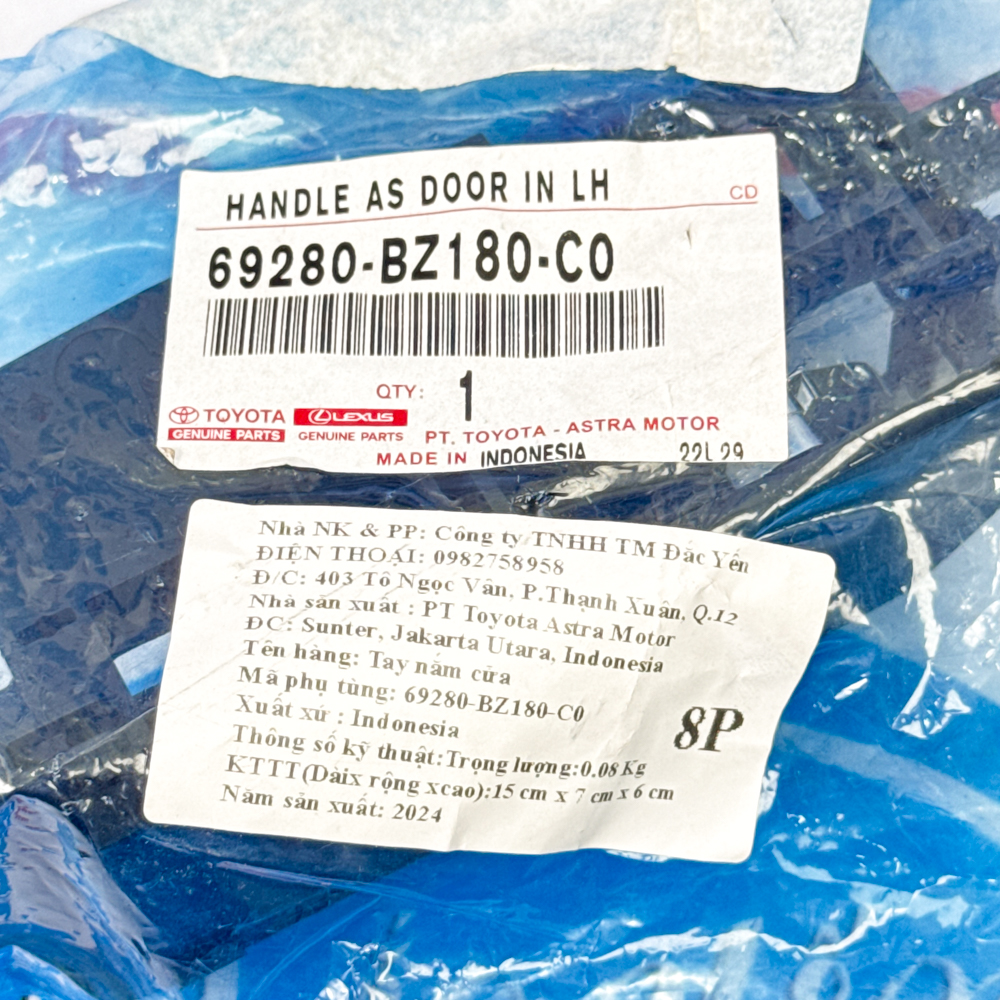 HANDLE AS DOOR IN LH
CD
69280-BZ180-C0
QTY: 1
TOYOTA LEXUS
GENUINE PARTS GENUINE PARTS PT. TOYOTA - ASTRA MOTOR
MADE IN INDONESIA 22L 29
Nhà NK & PP: Công ty TNHH TM Đắc Yến
ĐIỆN THOẠI: 0982758958
Đ/C: 403 Tô Ngọc Vân, P.Thạnh Xuân, Q.12
Nhà sản xuất : PT Toyota Astra Motor
ĐC: Sunter, Jakarta Utara, Indonesia
Tên hàng: Tay nắm cửa
Mã phụ tùng: 69280-BZ180-C0
Xuất xứ : Indonesia
8P
Thông số kỹ thuật:Trọng lượng:0.08 Kg
KTTT(Dàix rộng xcao):15 cm x 7 cm x 6 cm
Năm sản xuất: 2024